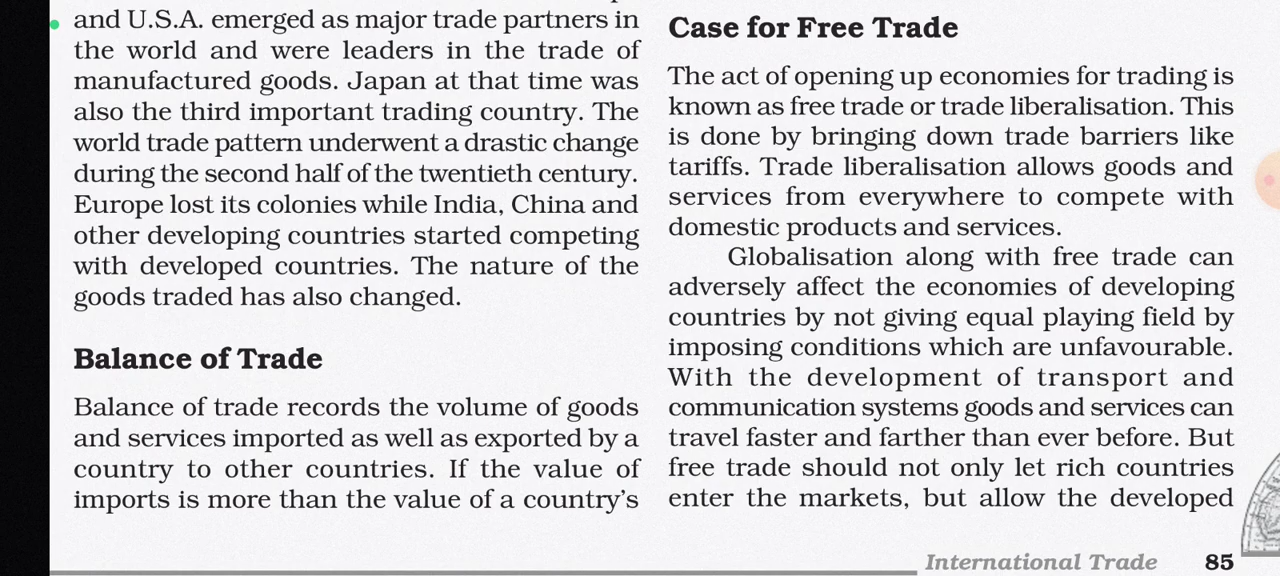 and U.S.A. emerged as major trade partners in
the world and were leaders in the trade of
manufactured goods. Japan at that time was
also the third important trading country. The
world trade pattern underwent a drastic change
during the second half of the twentieth century.
Europe lost its colonies while India, China and
other developing countries started competing
with developed countries. The nature of the
goods traded has also changed.
Balance of Trade
Balance of trade records the volume of goods
and services imported as well as exported by a
country to other countries. If the value of
imports is more than the value of a country’s
Case for Free Trade
The act of opening up economies for trading is
known as free trade or trade liberalisation. This
is done by bringing down trade barriers like
tariffs. Trade liberalisation allows goods and
services from everywhere to compete with
domestic products and services.
Globalisation along with free trade can
adversely affect the economies of developing
countries by not giving equal playing field by
imposing conditions which are unfavourable.
With the development of transport and
communication systems goods and services can
travel faster and farther than ever before. But
free trade should not only let rich countries
enter the markets, but allow the developed
International Trade 85